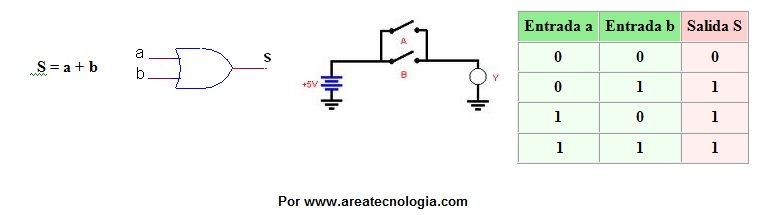 S = a + b
a
b
S
A
B
+5V
Y
Entrada a Entrada b Salida S
0 0 0
0 1 1
1 0 1
1 1 1
Por www.areatecnologia.com